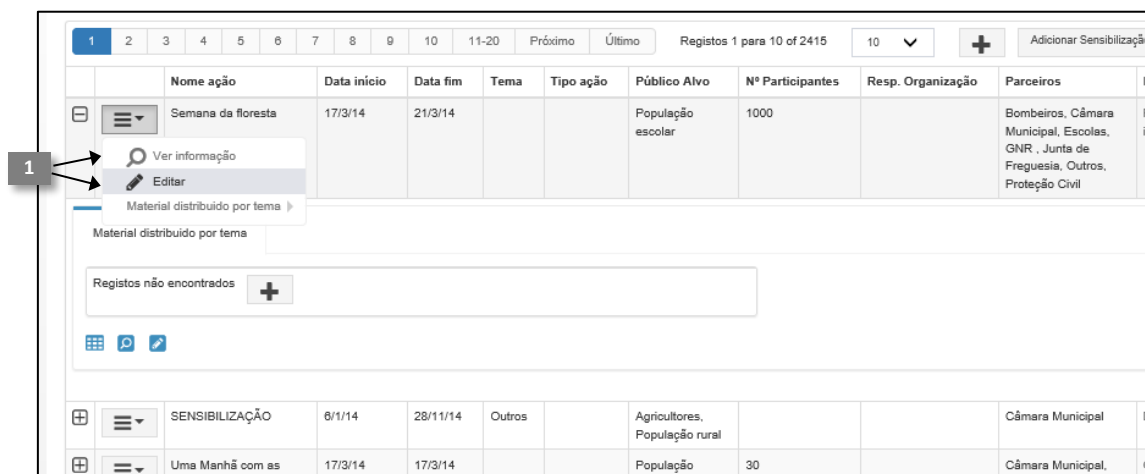 1 2 3 4 5 6 7 8 9 10 11-20 Próximo Último Registos 1 para 10 of 2415 10 Adicionar Sensibilizaçã
Nome ação Data início Data fim Tema Tipo ação Público Alvo Nº Participantes Resp. Organização Parceiros
Semana da floresta 17/3/14 21/3/14 População escolar 1000 Bombeiros, Câmara
Municipal, Escolas,
GNR , Junta de
Freguesia, Outros,
Proteção Civil
1
Ver informação
Editar
Material distribuido por tema
Material distribuido por tema
Registos não encontrados
SENSIBILIZAÇÃO 6/1/14 28/11/14 Outros Agricultores, Câmara Municipal
População rural
Uma Manhã com as 17/3/14 17/3/14 População 30 Câmara Municipal,